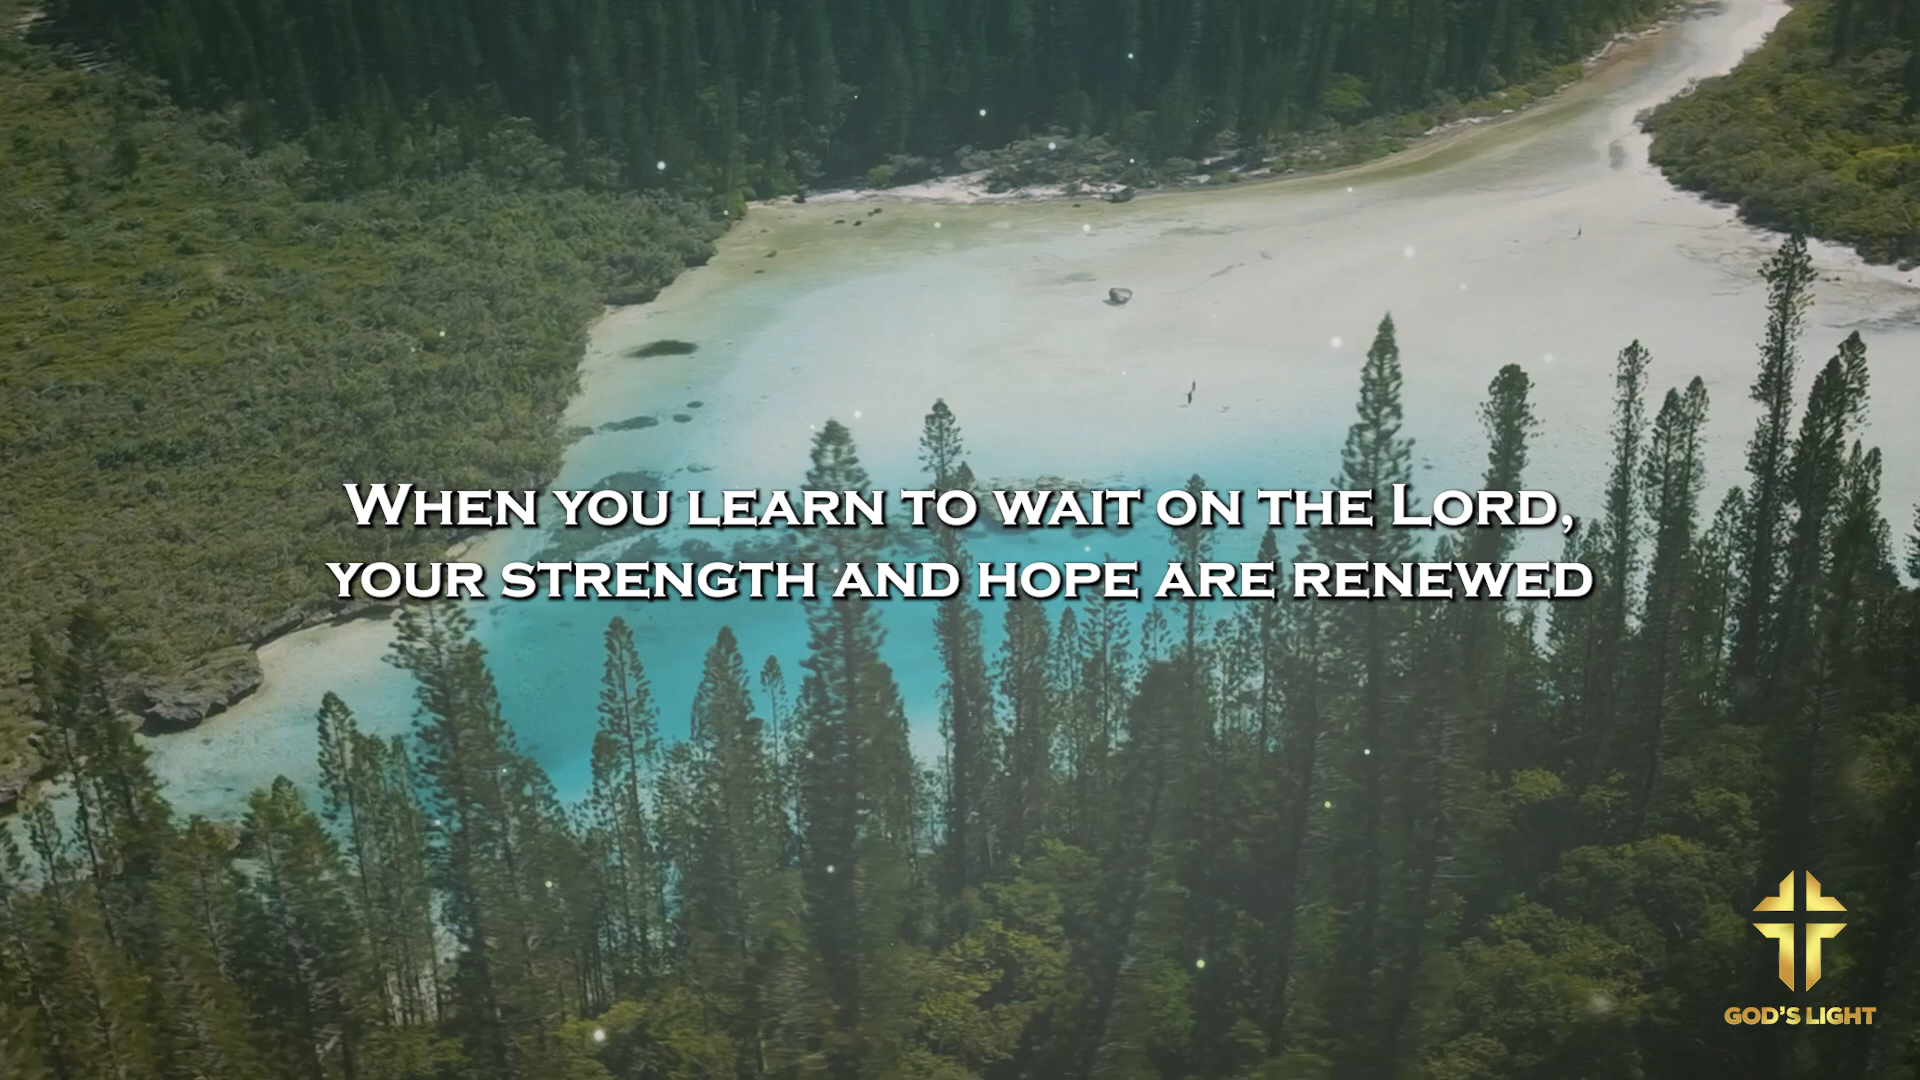 When you learn to wait on the Lord,
your strength and hope are renewed
GOD'S LIGHT